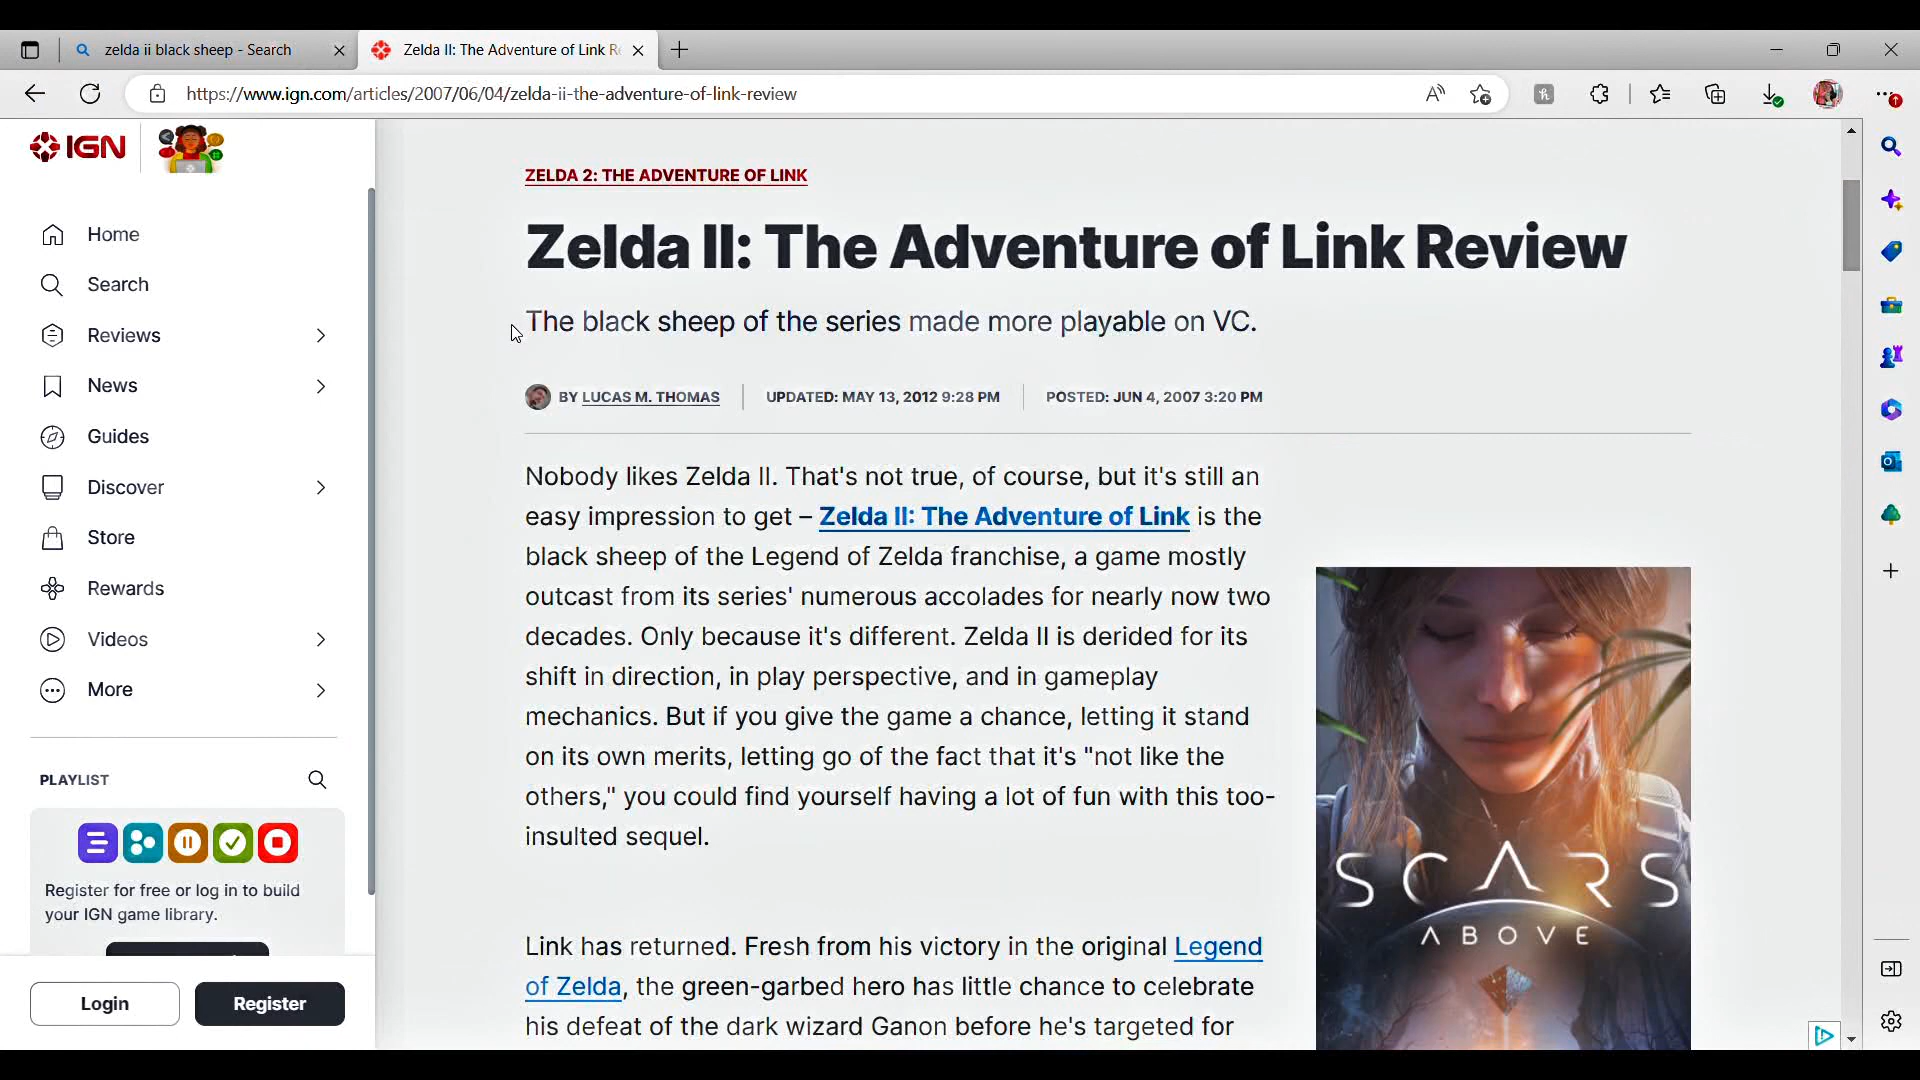 zelda ii black sheep - Search
Zelda II: The Adventure of Link R
https://www.ign.com/articles/2007/06/04/zelda-ii-the-adventure-of-link-review
IGN
Home
Search
Reviews
News
Guides
Discover
Store
Rewards
Videos
More
PLAYLIST
Register for free or log in to build
your IGN game library.
Login
Register
ZELDA 2: THE ADVENTURE OF LINK
Zelda II: The Adventure of Link Review
The black sheep of the series made more playable on VC.
BY LUCAS M. THOMAS
UPDATED: MAY 13, 2012 9:28 PM
POSTED: JUN 4, 2007 3:20 PM
Nobody likes Zelda II. That's not true, of course, but it's still an
easy impression to get – Zelda II: The Adventure of Link is the
black sheep of the Legend of Zelda franchise, a game mostly
outcast from its series' numerous accolades for nearly now two
decades. Only because it's different. Zelda II is derided for its
shift in direction, in play perspective, and in gameplay
mechanics. But if you give the game a chance, letting it stand
on its own merits, letting go of the fact that it's "not like the
others," you could find yourself having a lot of fun with this too-
insulted sequel.
Link has returned. Fresh from his victory in the original Legend
of Zelda, the green-garbed hero has little chance to celebrate
his defeat of the dark wizard Ganon before he's targeted for
SCARS
ABOVE